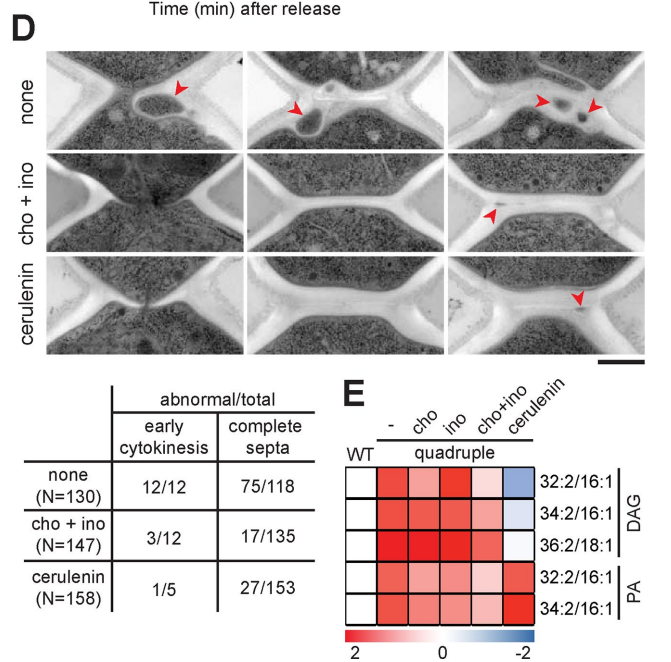 Time (min) after release
D
none
cho + ino
cerulenin
abnormal/total
early cytokinesis
complete septa
none (N=130)
12/12
75/118
cho + ino (N=147)
3/12
17/135
cerulenin (N=158)
1/5
27/153
E
-
cho
ino
cho+ino
cerulenin
WT
quadruple
32:2/16:1
34:2/16:1
36:2/18:1
DAG
32:2/16:1
34:2/16:1
PA
2
0
-2